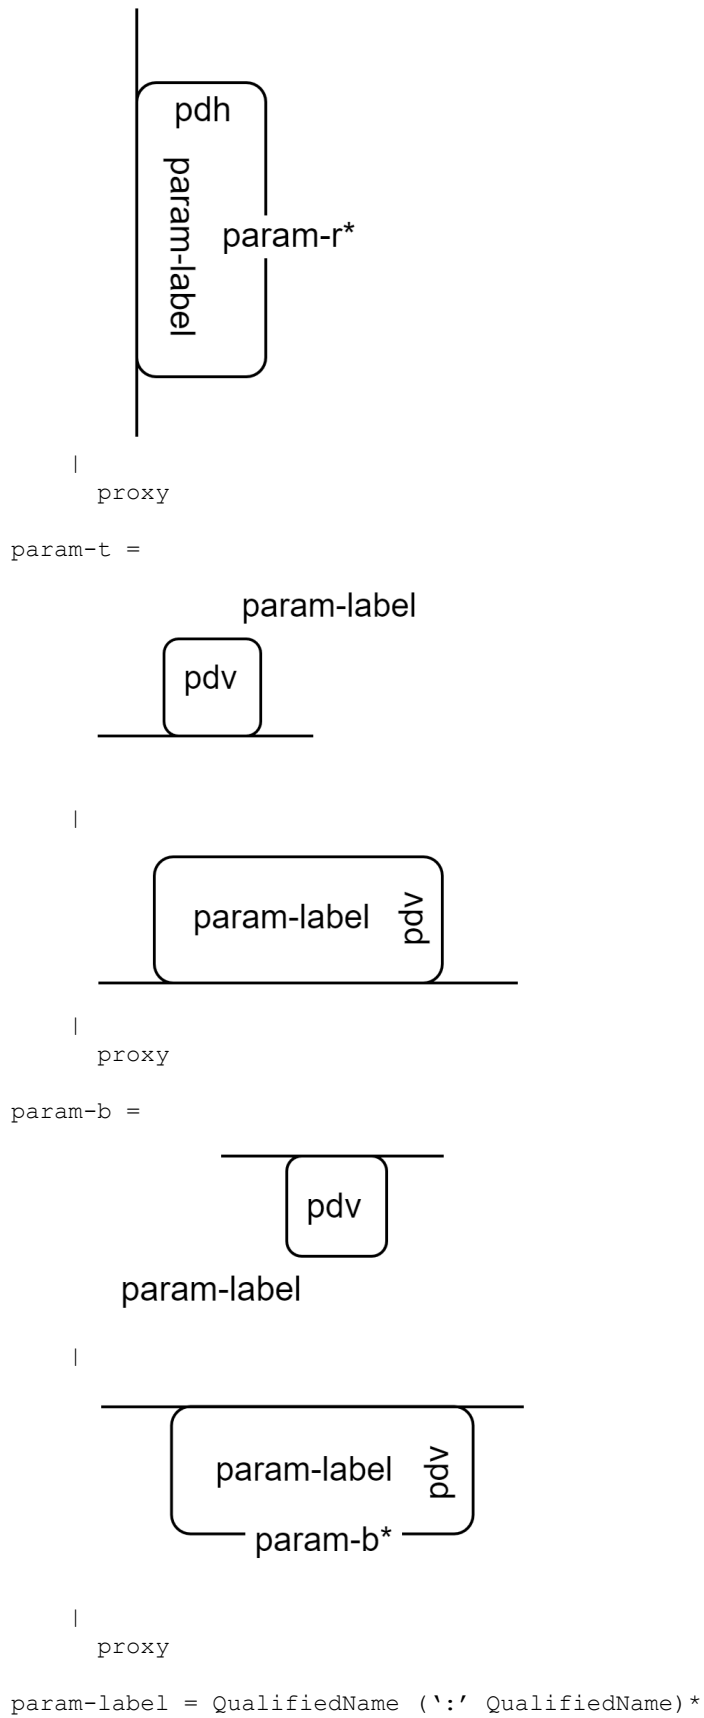 pdh
param-label
param-r*
|
proxy
param-t =
param-label
pdv
|
param-label pdv
|
proxy
param-b =
pdv
param-label
|
param-label pdv
param-b*
|
proxy
param-label = QualifiedName (‘:’ QualifiedName)*